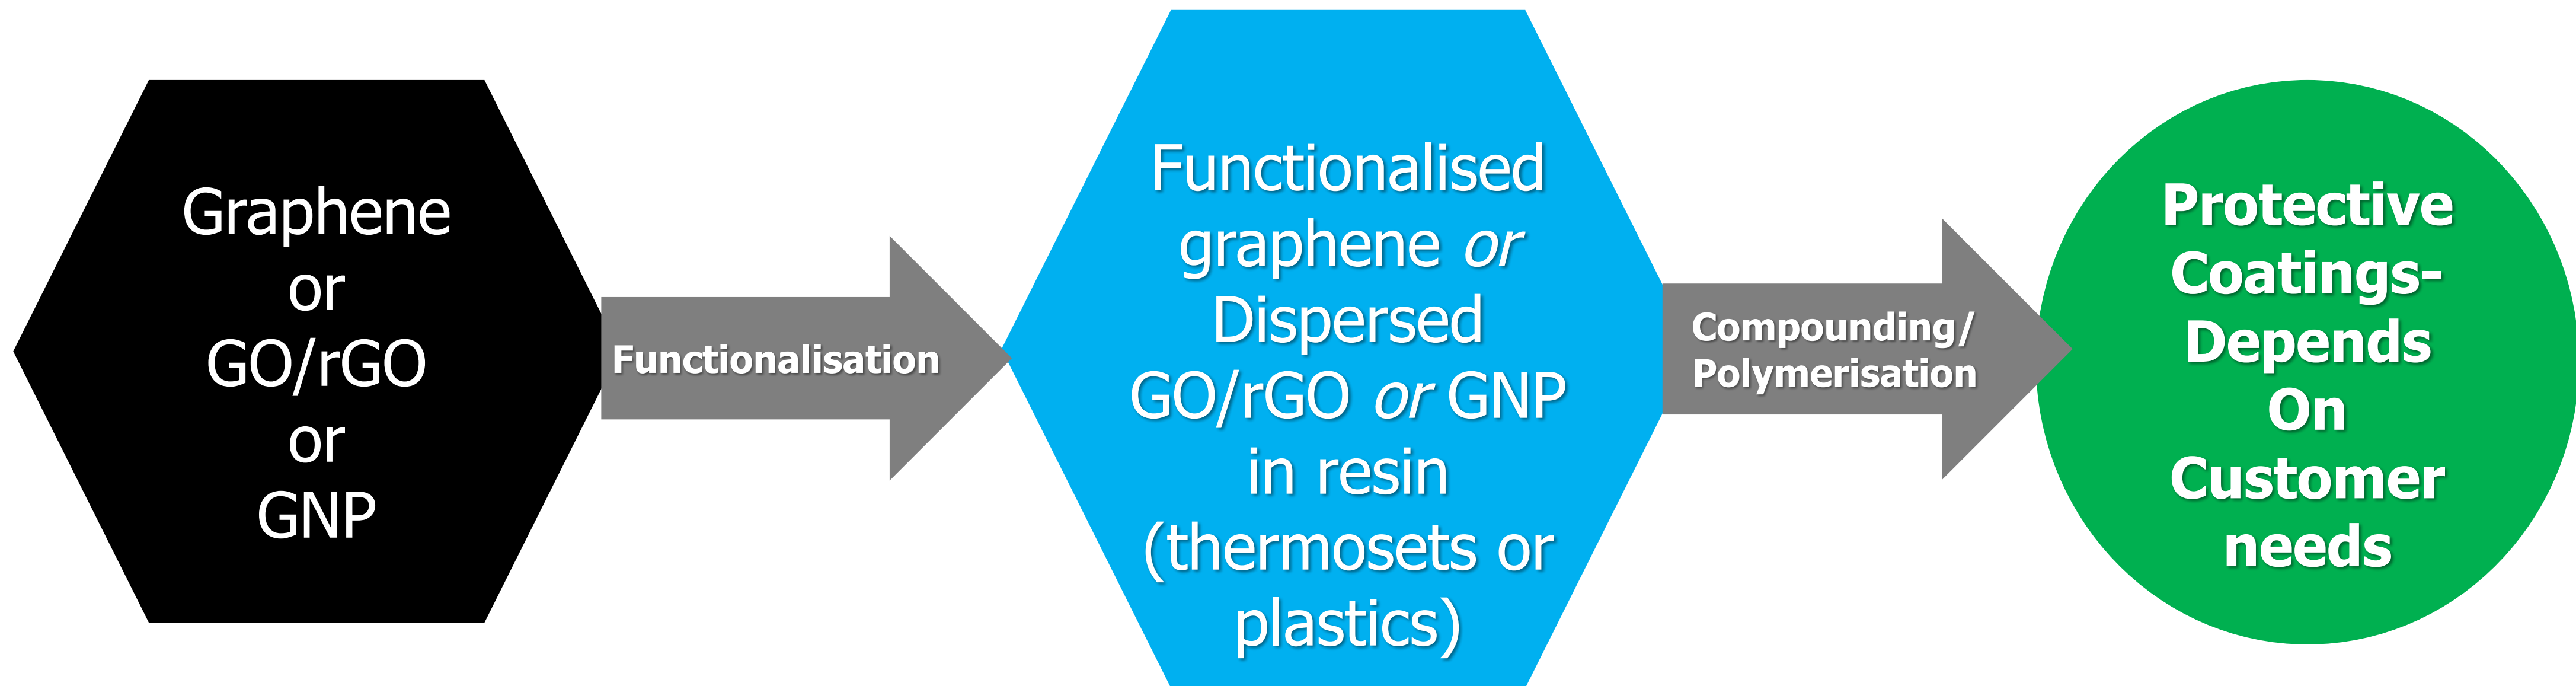 Graphene
or
GO/rGO
or
GNP
Functionalisation
Functionalised
graphene or
Dispersed
GO/rGO or GNP
in resin
(thermosets or
plastics)
Compounding/
Polymerisation
Protective
Coatings-
Depends
On
Customer
needs